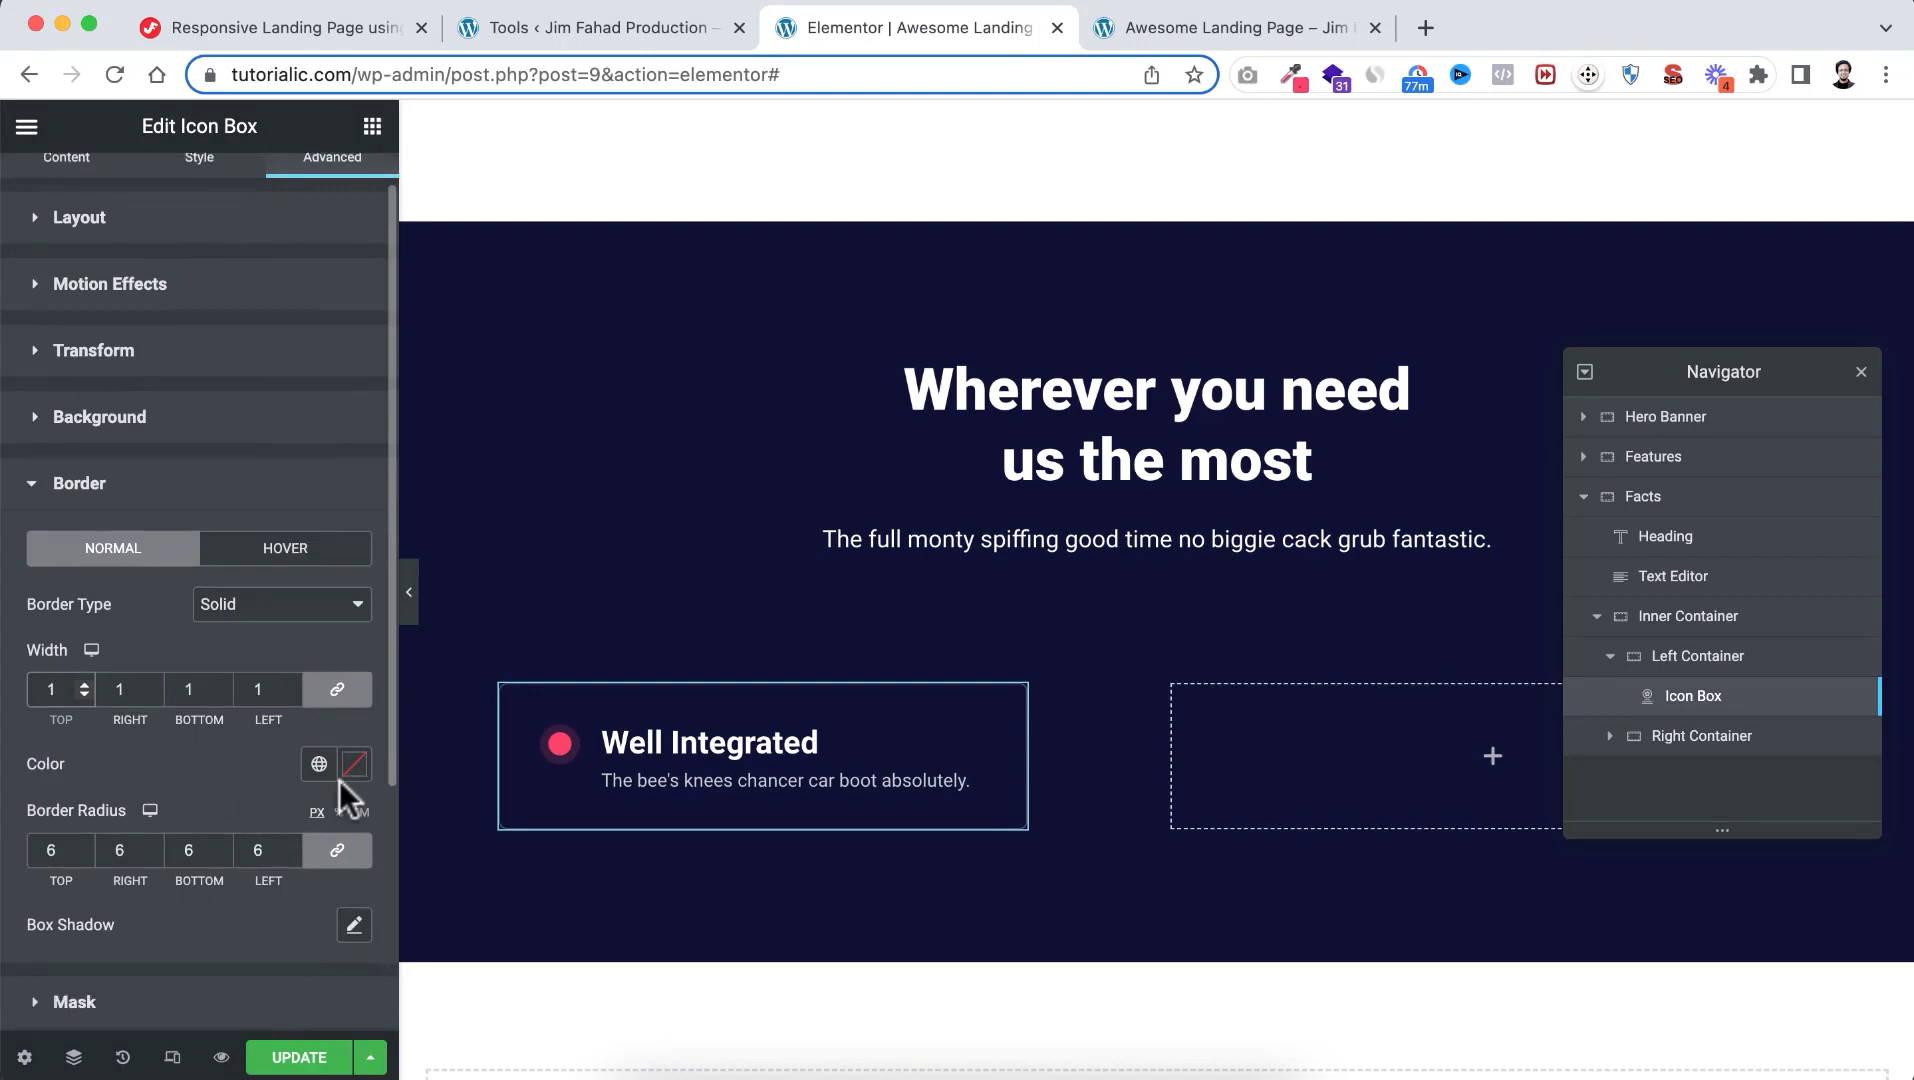 Responsive Landing Page using
Tools ‹ Jim Fahad Production –
Elementor | Awesome Landing
Awesome Landing Page – Jim
tutorialic.com/wp-admin/post.php?post=9&action=elementor#
31
77m
SEO
4
Edit Icon Box
Content
Style
Advanced
Layout
Motion Effects
Transform
Background
Border
NORMAL
HOVER
Border Type
Solid
Width
1
1
1
1
TOP
RIGHT
BOTTOM
LEFT
Color
Border Radius
PX
6
6
6
6
TOP
RIGHT
BOTTOM
LEFT
Box Shadow
Mask
UPDATE
Wherever you need
us the most
The full monty spiffing good time no biggie cack grub fantastic.
Well Integrated
The bee's knees chancer car boot absolutely.
Navigator
Hero Banner
Features
Facts
Heading
Text Editor
Inner Container
Left Container
Icon Box
Right Container